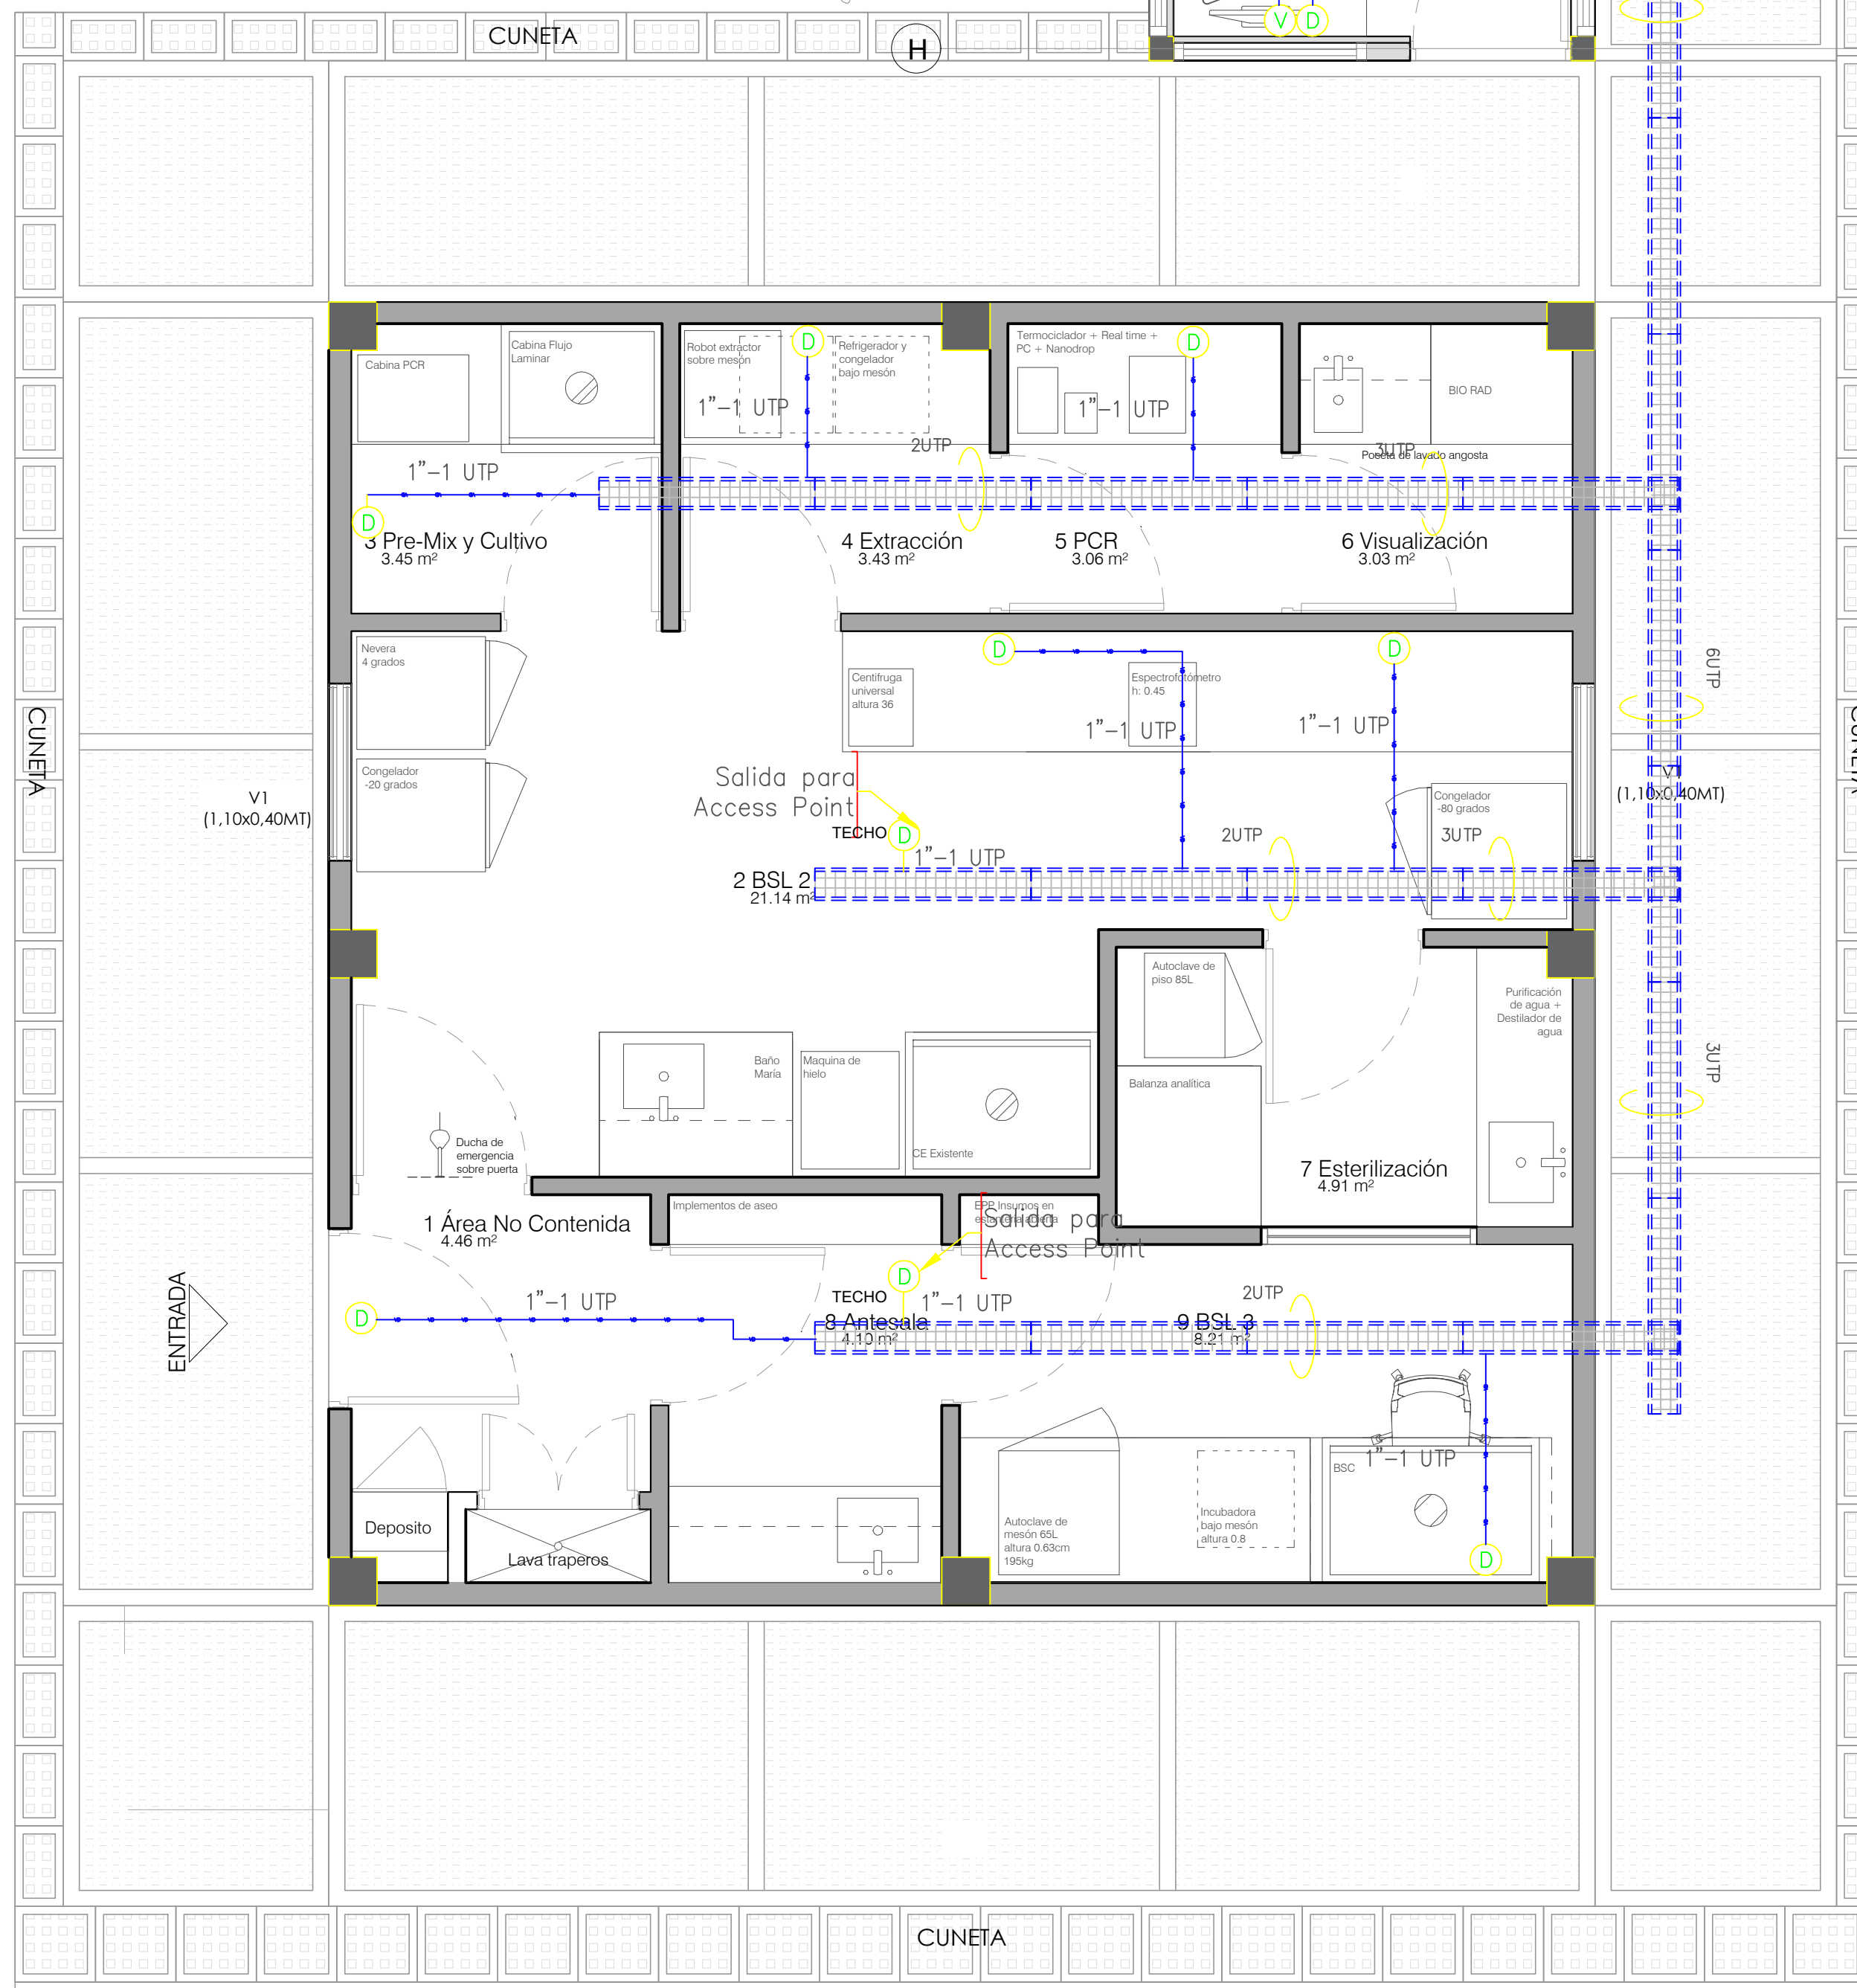 CUNETA
H
V
D
Cabina PCR
Cabina Flujo
Laminar
Robot extractor
sobre mesón
D
Refrigerador y
congelador
bajo mesón
Termociclador + Real time +
PC + Nanodrop
D
BIO RAD
1"-1 UTP
1"-1 UTP
2UTP
3UTP
Poseta de lavado angosta
1"-1 UTP
D
3 Pre-Mix y Cultivo
3.45 m²
4 Extracción
3.43 m²
5 PCR
3.06 m²
6 Visualización
3.03 m²
Nevera
4 grados
D
D
Centifruga
universal
altura 36
Espectrofotómetro
h: 0.45
6UTP
1"-1 UTP
1"-1 UTP
CUNETA
Congelador
-20 grados
Salida para
Access Point
V1
(1,10x0,40MT)
V1
(1,10x0,40MT)
Congelador
-80 grados
TECHO
D
1"-1 UTP
2UTP
3UTP
2 BSL 2
21.14 m²
Autoclave de
piso 85L
Purificación
de agua +
Destilador de
agua
Baño
María
Maquina de
hielo
Balanza analítica
3UTP
Ducha de
emergencia
sobre puerta
CE Existente
7 Esterilización
4.91 m²
Implementos de aseo
EPP Insumos en
estantería abierta
1 Área No Contenida
4.46 m²
Salida para
Access Point
D
ENTRADA
D
1"-1 UTP
TECHO
1"-1 UTP
2UTP
8 Antesala
4.10 m²
9 BSL 3
8.21 m²
1"-1 UTP
BSC
Deposito
Lava traperos
Autoclave de
mesón 65L
altura 0.63cm
195kg
Incubadora
bajo mesón
altura 0.8
D
CUNETA